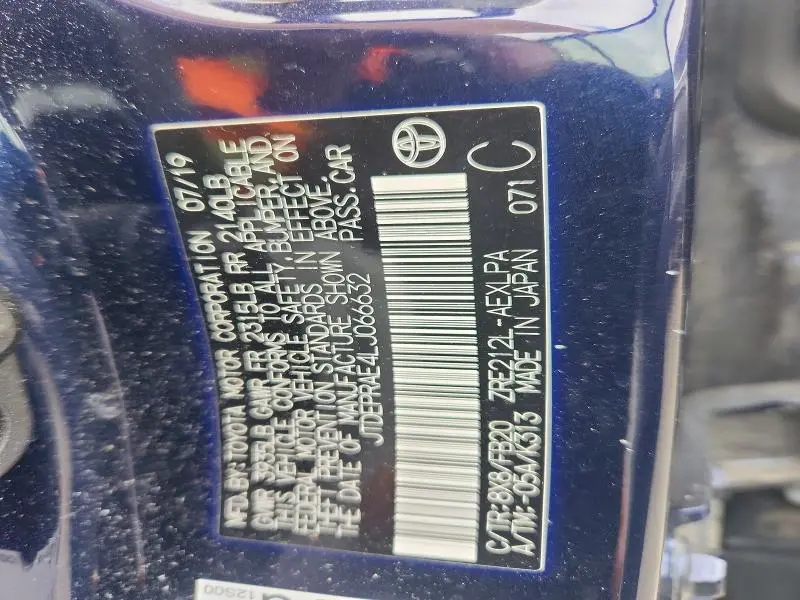 MFD.BY: TOYOTA MOTOR CORPORATION 07/19
GVWR 3935LB GAWR FR 2315LB RR 2140LB
THIS VEHICLE CONFORMS TO ALL APPLICABLE
FEDERAL MOTOR VEHICLE SAFETY,BUMPER,AND
THEFT PREVENTION STANDARDS IN EFFECT ON
THE DATE OF MANUFACTURE SHOWN ABOVE.
JTDEPRAE4LJ066632 PASS.CAR
C/TR:8X8/FB20 ZRE212L-AEXLPA
A/TM:-05A/K313 MADE IN JAPAN 071 C
12S00